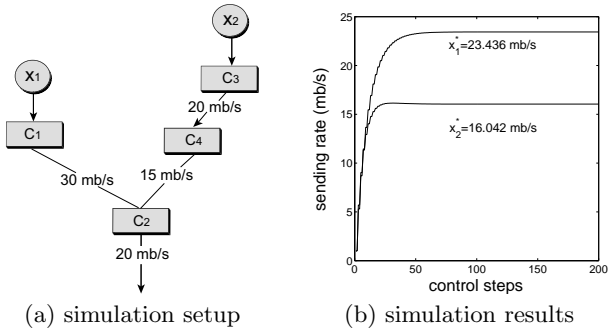 X1
X2
C1
C3
20 mb/s
C4
30 mb/s
15 mb/s
C2
20 mb/s
(a) simulation setup
25
20
15
10
5
0
sending rate (mb/s)
x1*=23.436 mb/s
x2*=16.042 mb/s
0
50
100
150
200
control steps
(b) simulation results